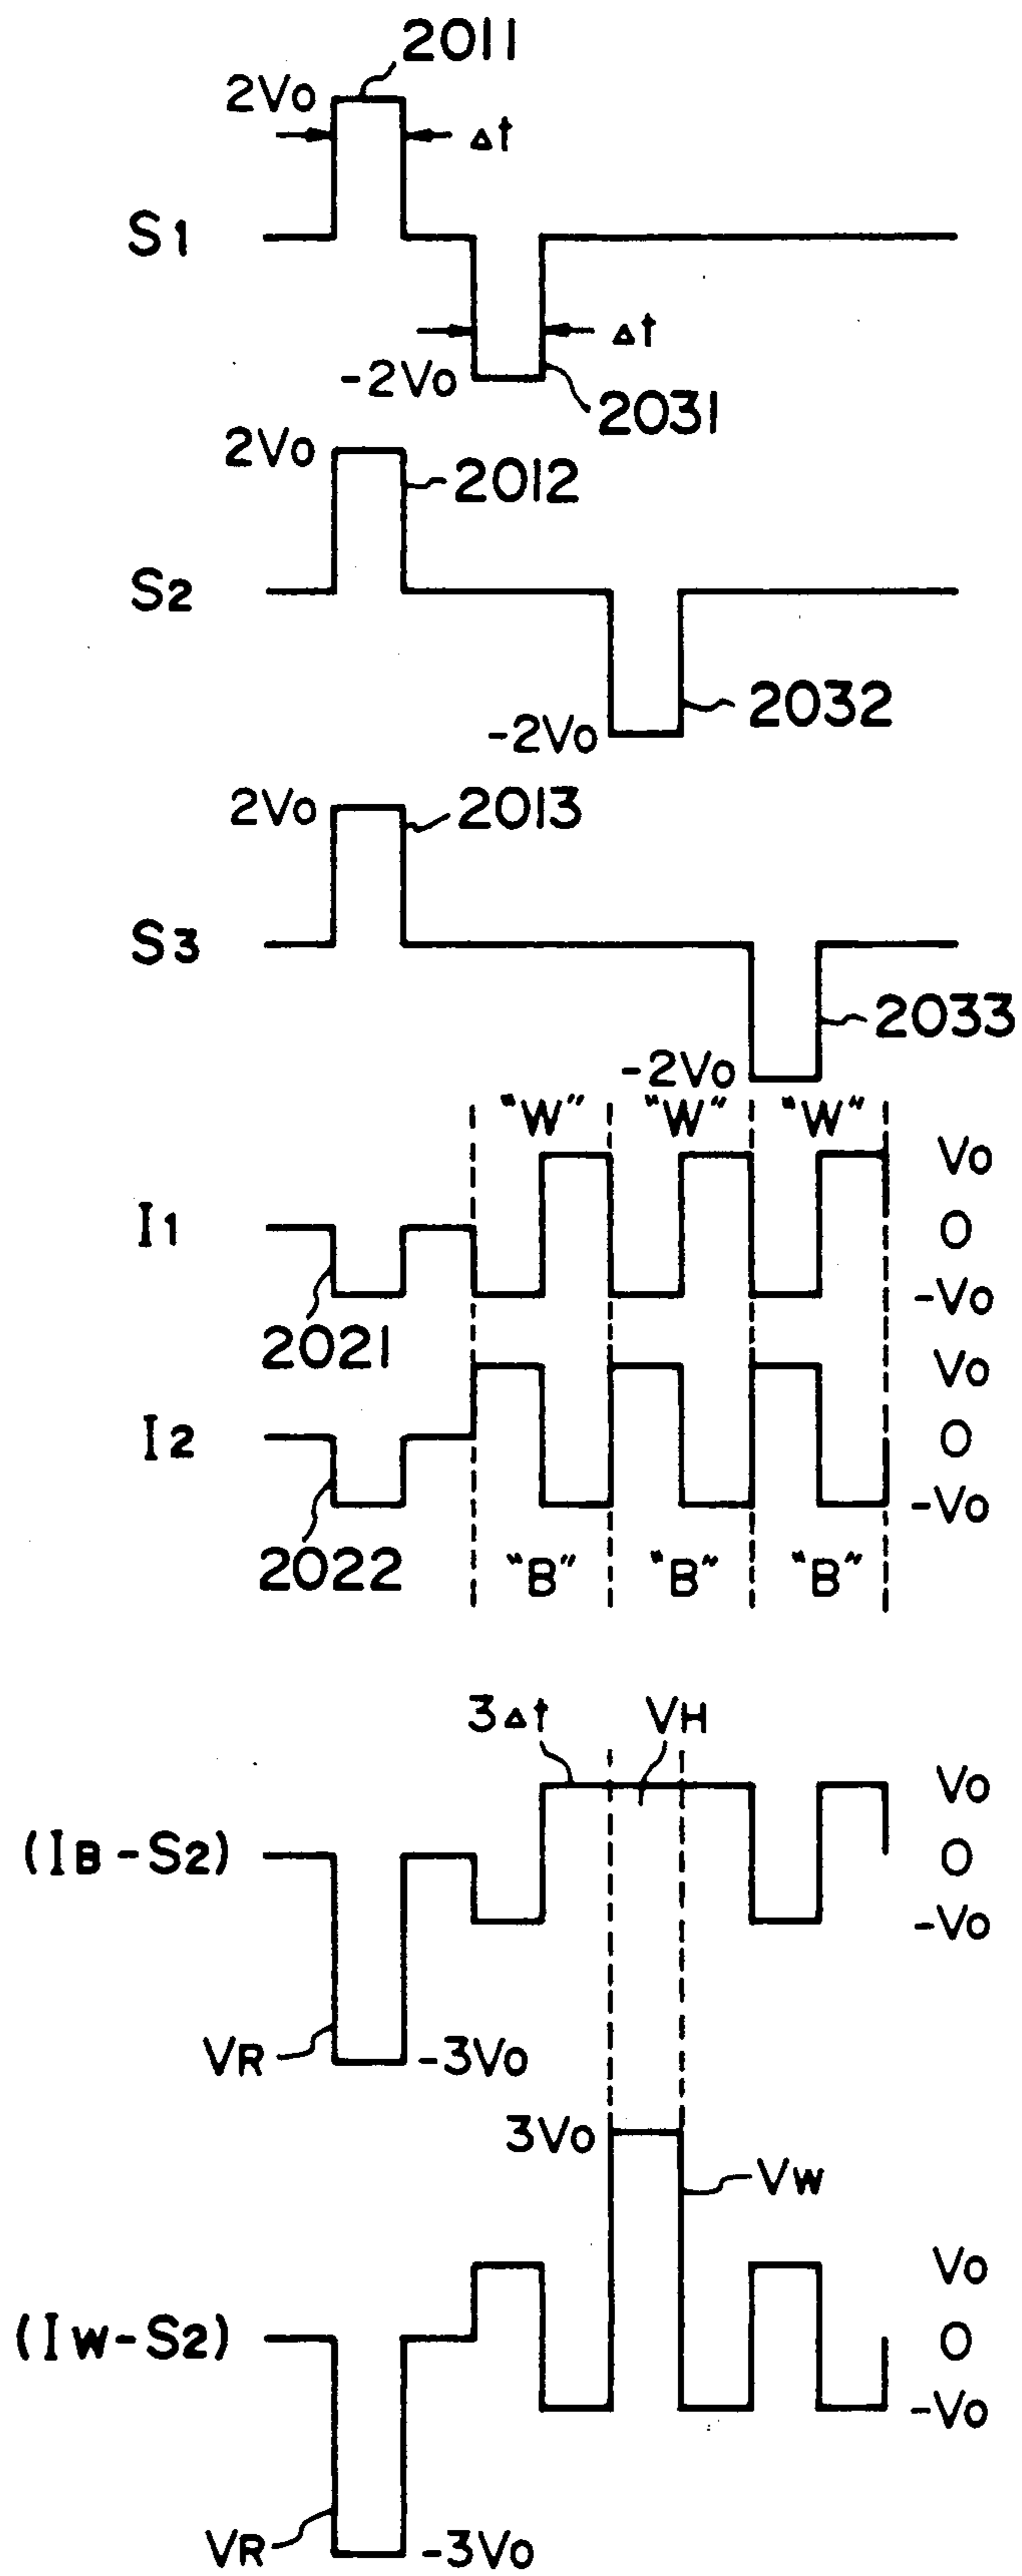 2011
2Vo
Δt
S1
Δt
-2Vo
2031
2Vo
2012
S2
2032
-2Vo
2Vo
2013
S3
2033
-2Vo
"W" "W" "W"
Vo
I1
0
-Vo
2021
Vo
I2
0
-Vo
2022
"B" "B" "B"
3Δt VH
Vo
(IB-S2)
0
-Vo
VR
-3Vo
3Vo
VW
Vo
(IW-S2)
0
-Vo
VR
-3Vo